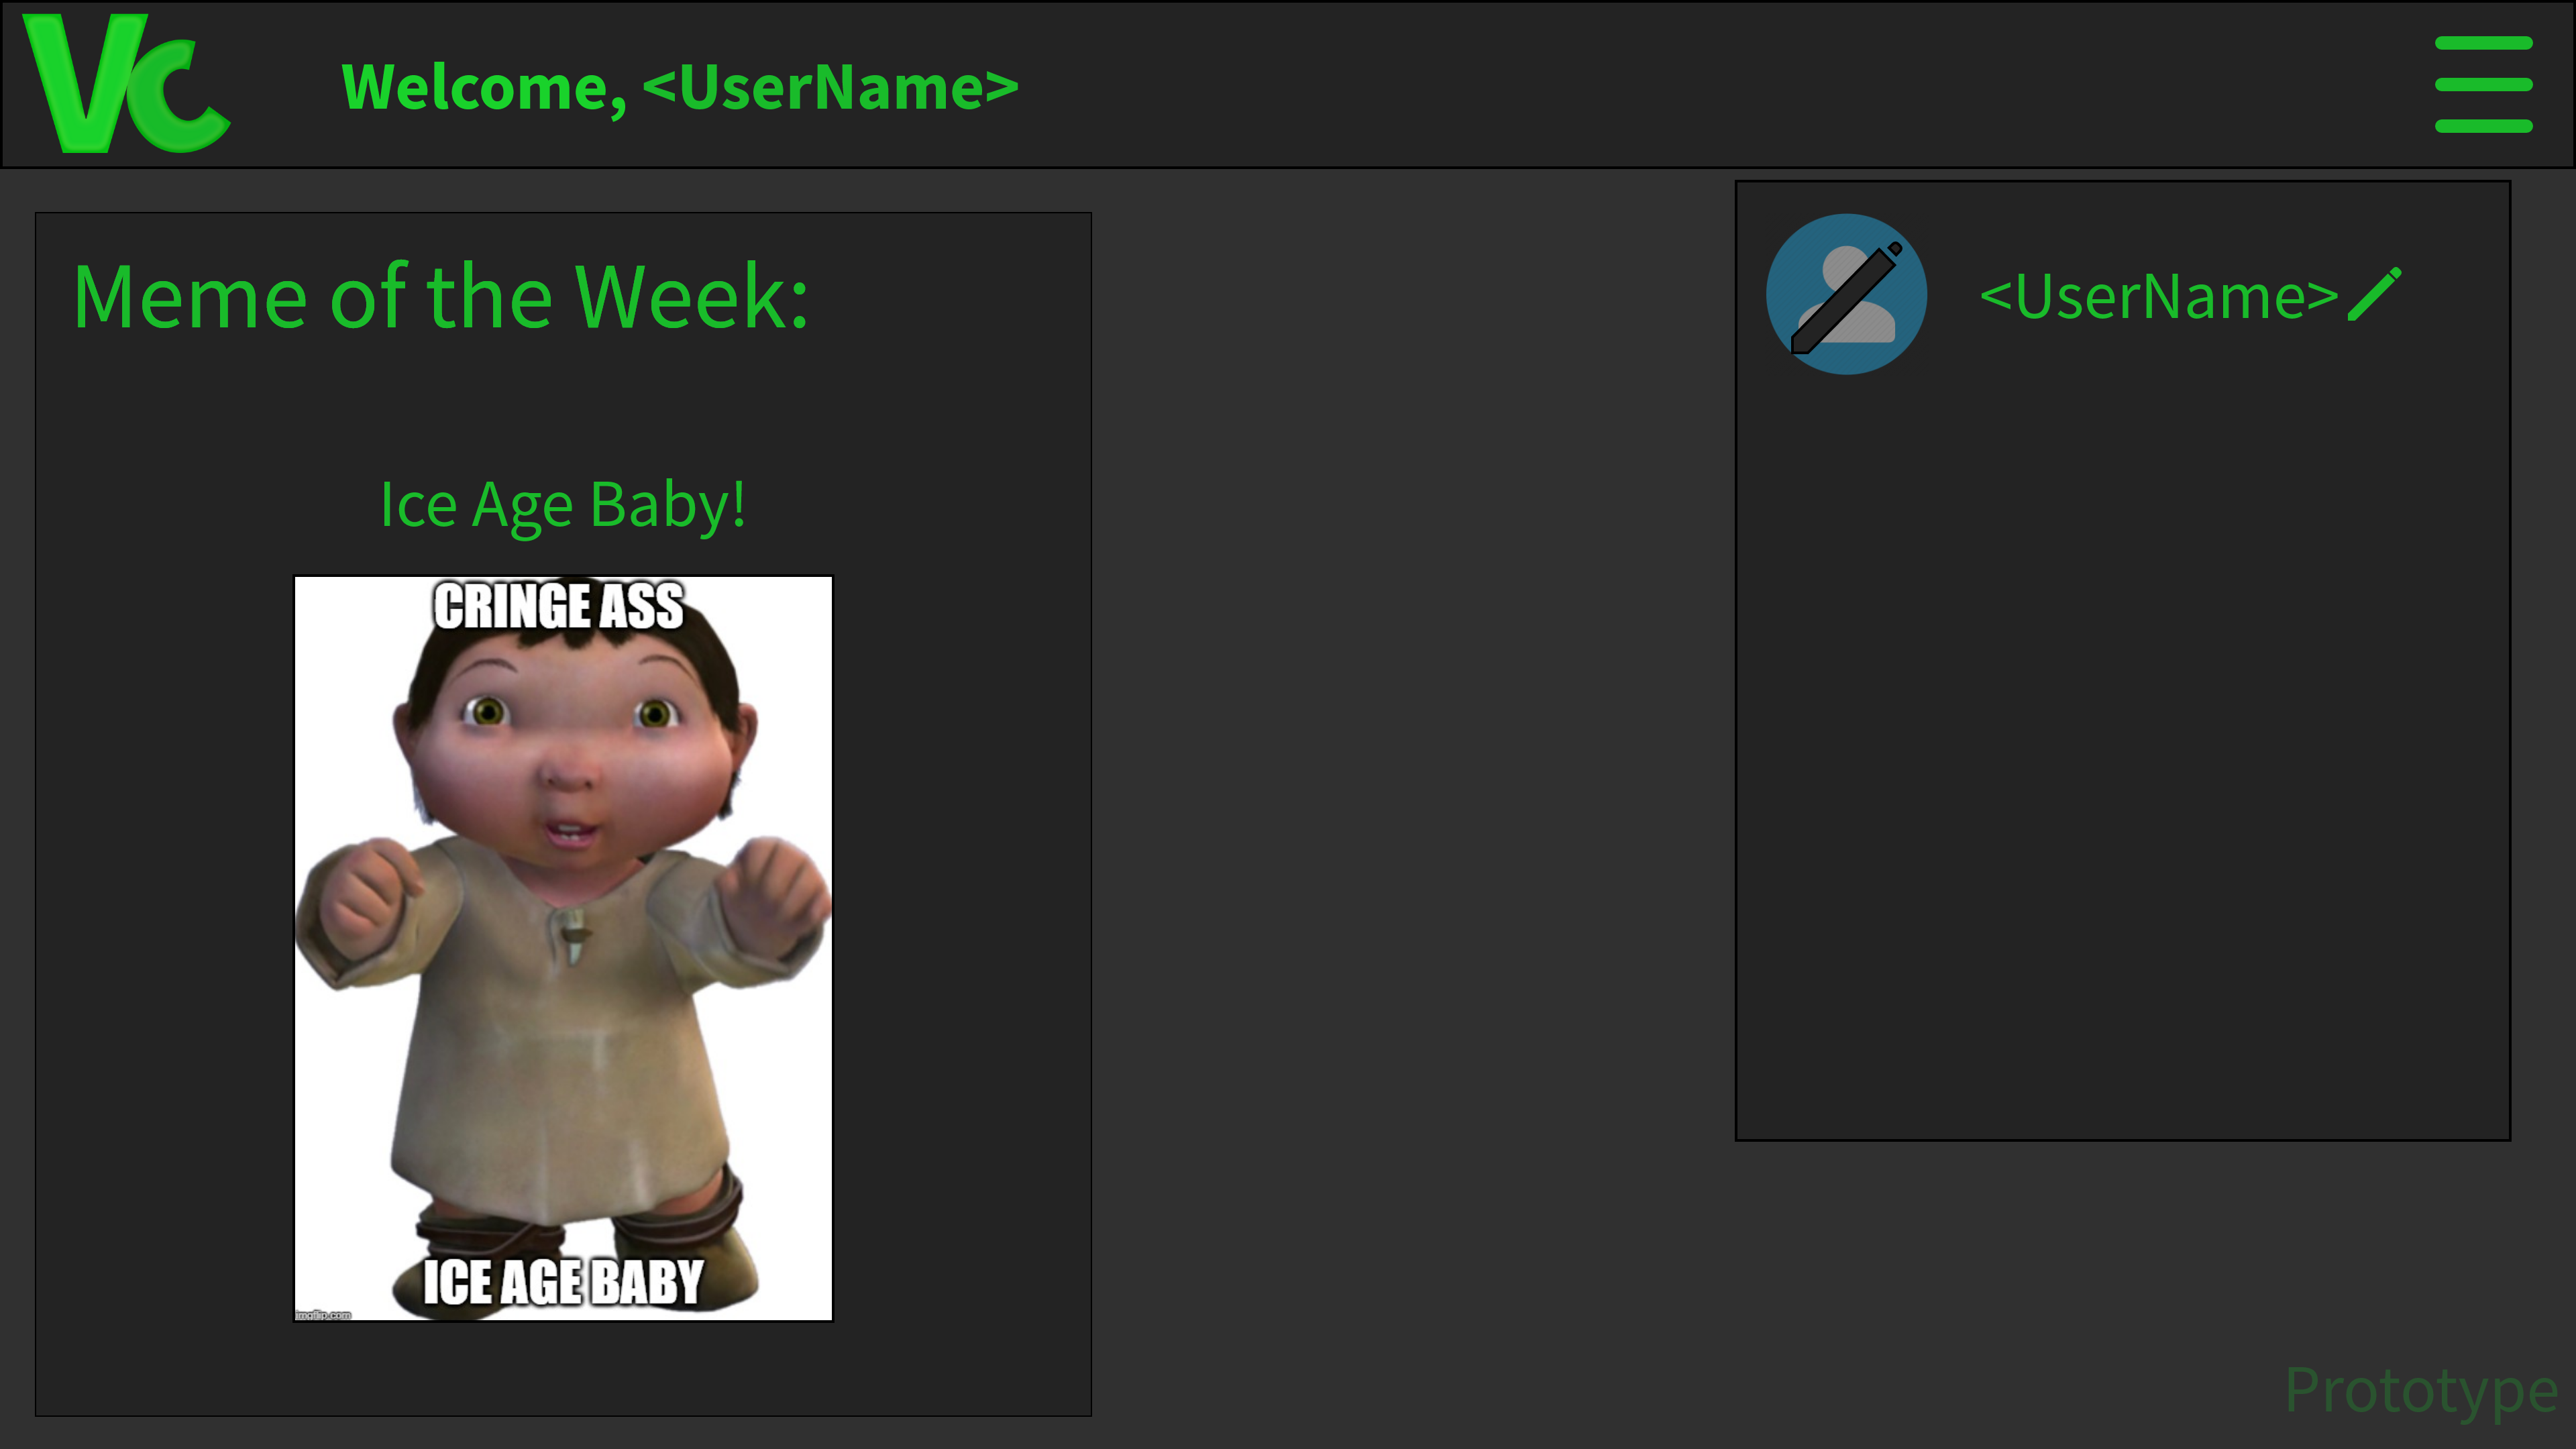 Vc
Welcome, <UserName>
Meme of the Week:
Ice Age Baby!
CRINGE ASS
ICE AGE BABY
imgflip.com
<UserName>
Prototype